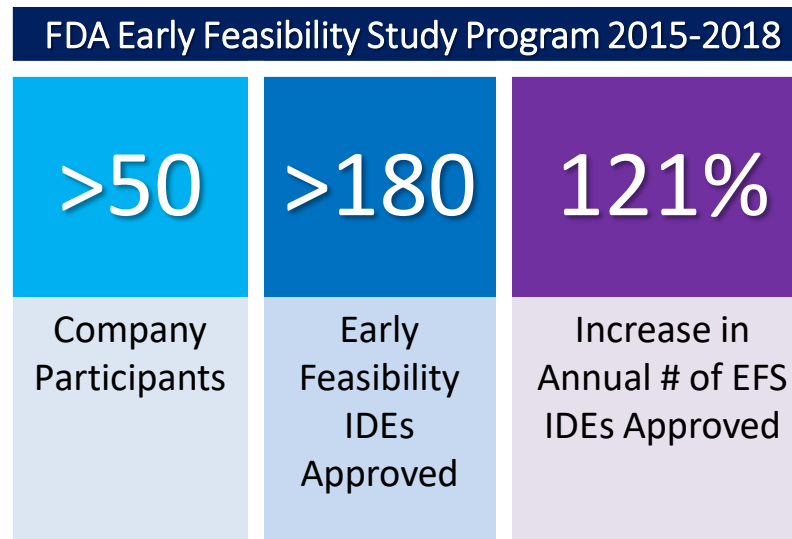 FDA Early Feasibility Study Program 2015-2018
>50
Company
Participants
>180
Early
Feasibility
IDEs
Approved
121%
Increase in
Annual # of EFS
IDEs Approved